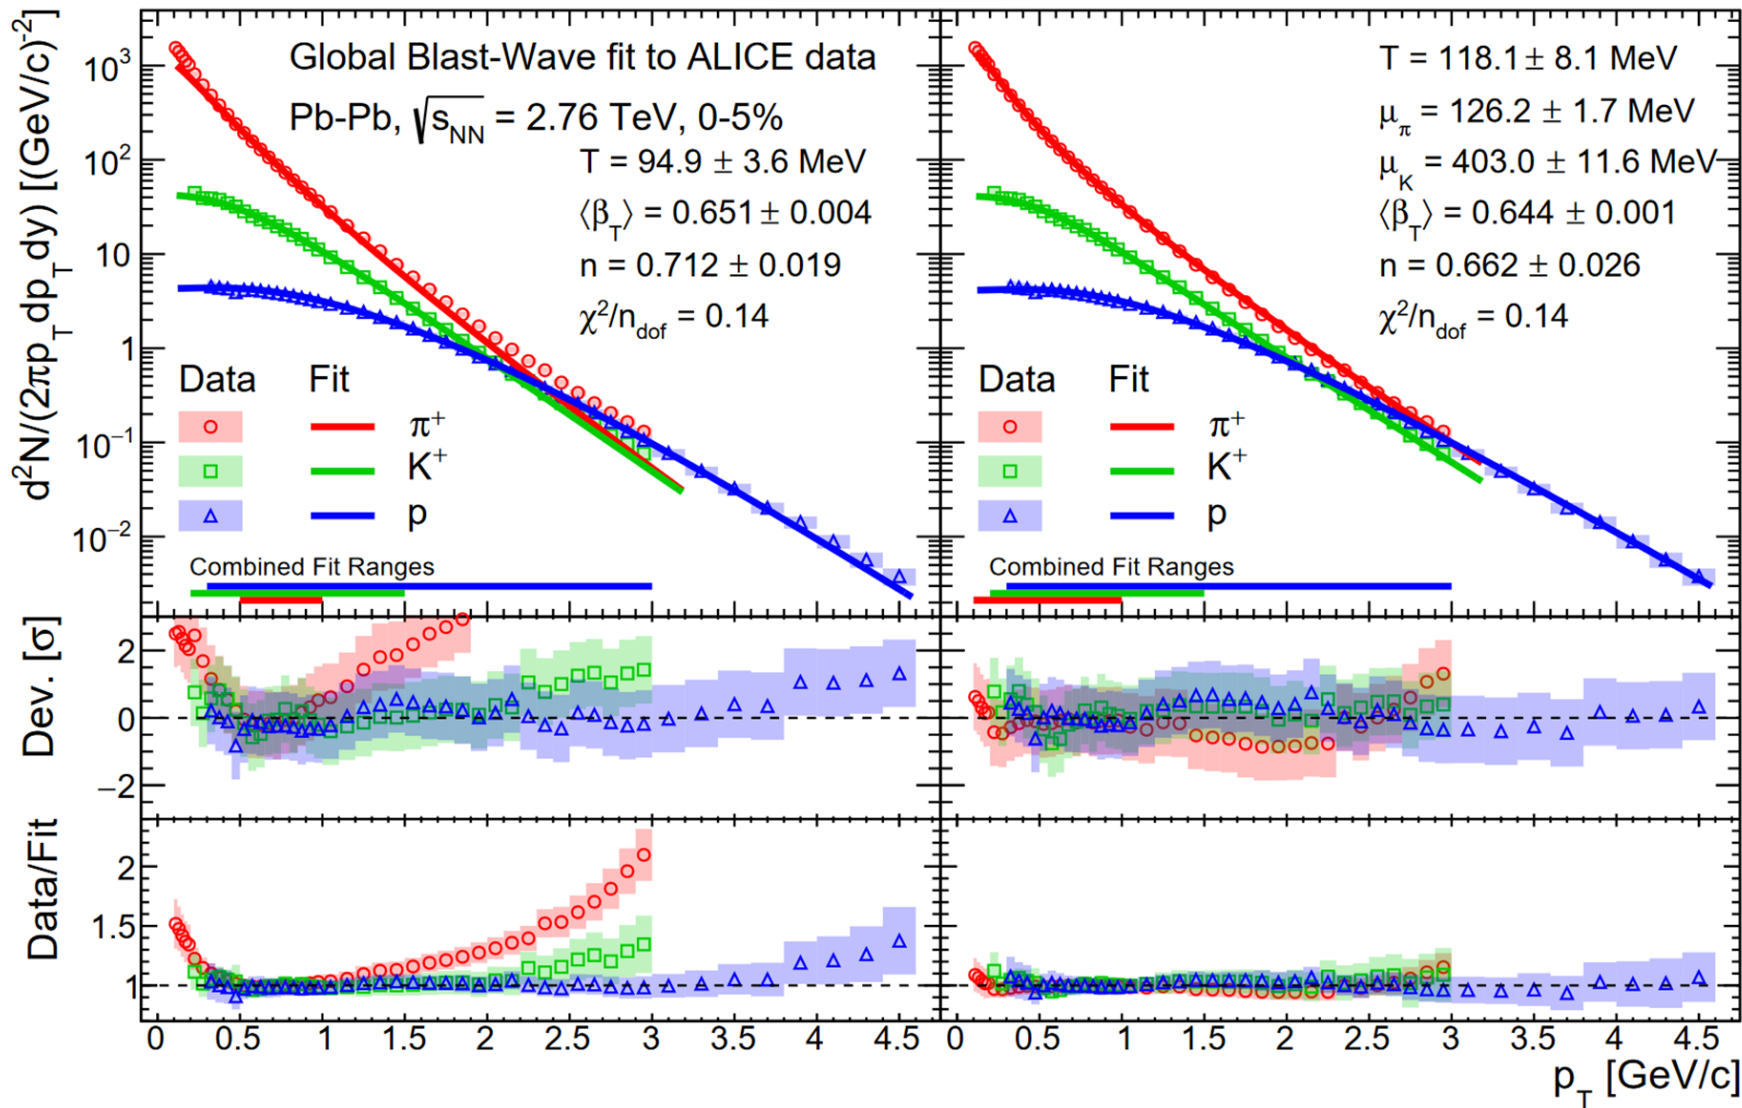 d²N/(2πp_T dp_T dy) [(GeV/c)⁻²]
10³
10²
10
1
10⁻¹
10⁻²
Global Blast-Wave fit to ALICE data
Pb-Pb, √s_NN = 2.76 TeV, 0-5%
T = 94.9 ± 3.6 MeV
⟨β_T⟩ = 0.651 ± 0.004
n = 0.712 ± 0.019
χ²/n_dof = 0.14
Data Fit
π⁺
K⁺
p
Combined Fit Ranges
T = 118.1 ± 8.1 MeV
μ_π = 126.2 ± 1.7 MeV
μ_K = 403.0 ± 11.6 MeV
⟨β_T⟩ = 0.644 ± 0.001
n = 0.662 ± 0.026
χ²/n_dof = 0.14
Data Fit
π⁺
K⁺
p
Combined Fit Ranges
Dev. [σ]
2
0
−2
Data/Fit
2
1.5
1
0 0.5 1 1.5 2 2.5 3 3.5 4 4.5
0 0.5 1 1.5 2 2.5 3 3.5 4 4.5
p_T [GeV/c]